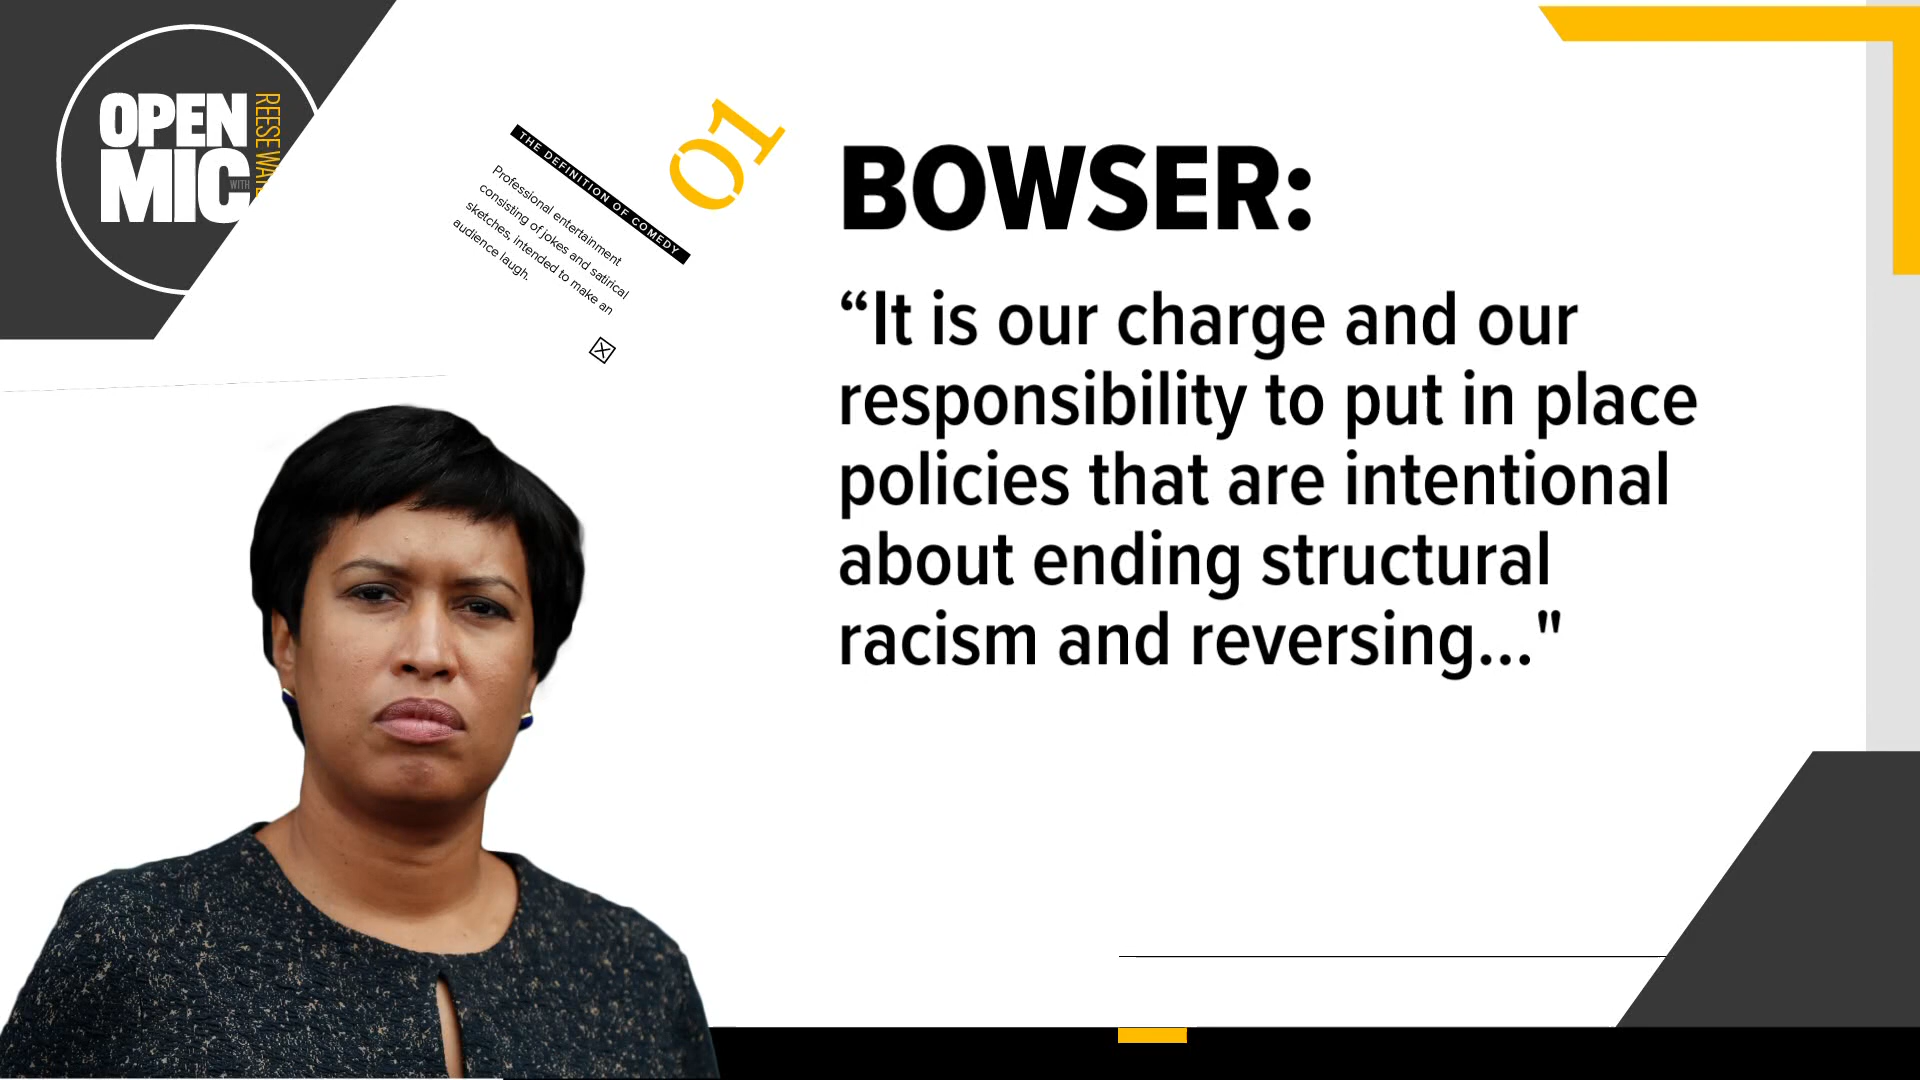 OPEN
MIC
WITH
REESE
01
THE DEFINITION OF COMEDY
Professional entertainment
consisting of jokes and satirical
sketches, intended to make an
audience laugh.
BOWSER:
“It is our charge and our
responsibility to put in place
policies that are intentional
about ending structural
racism and reversing..."